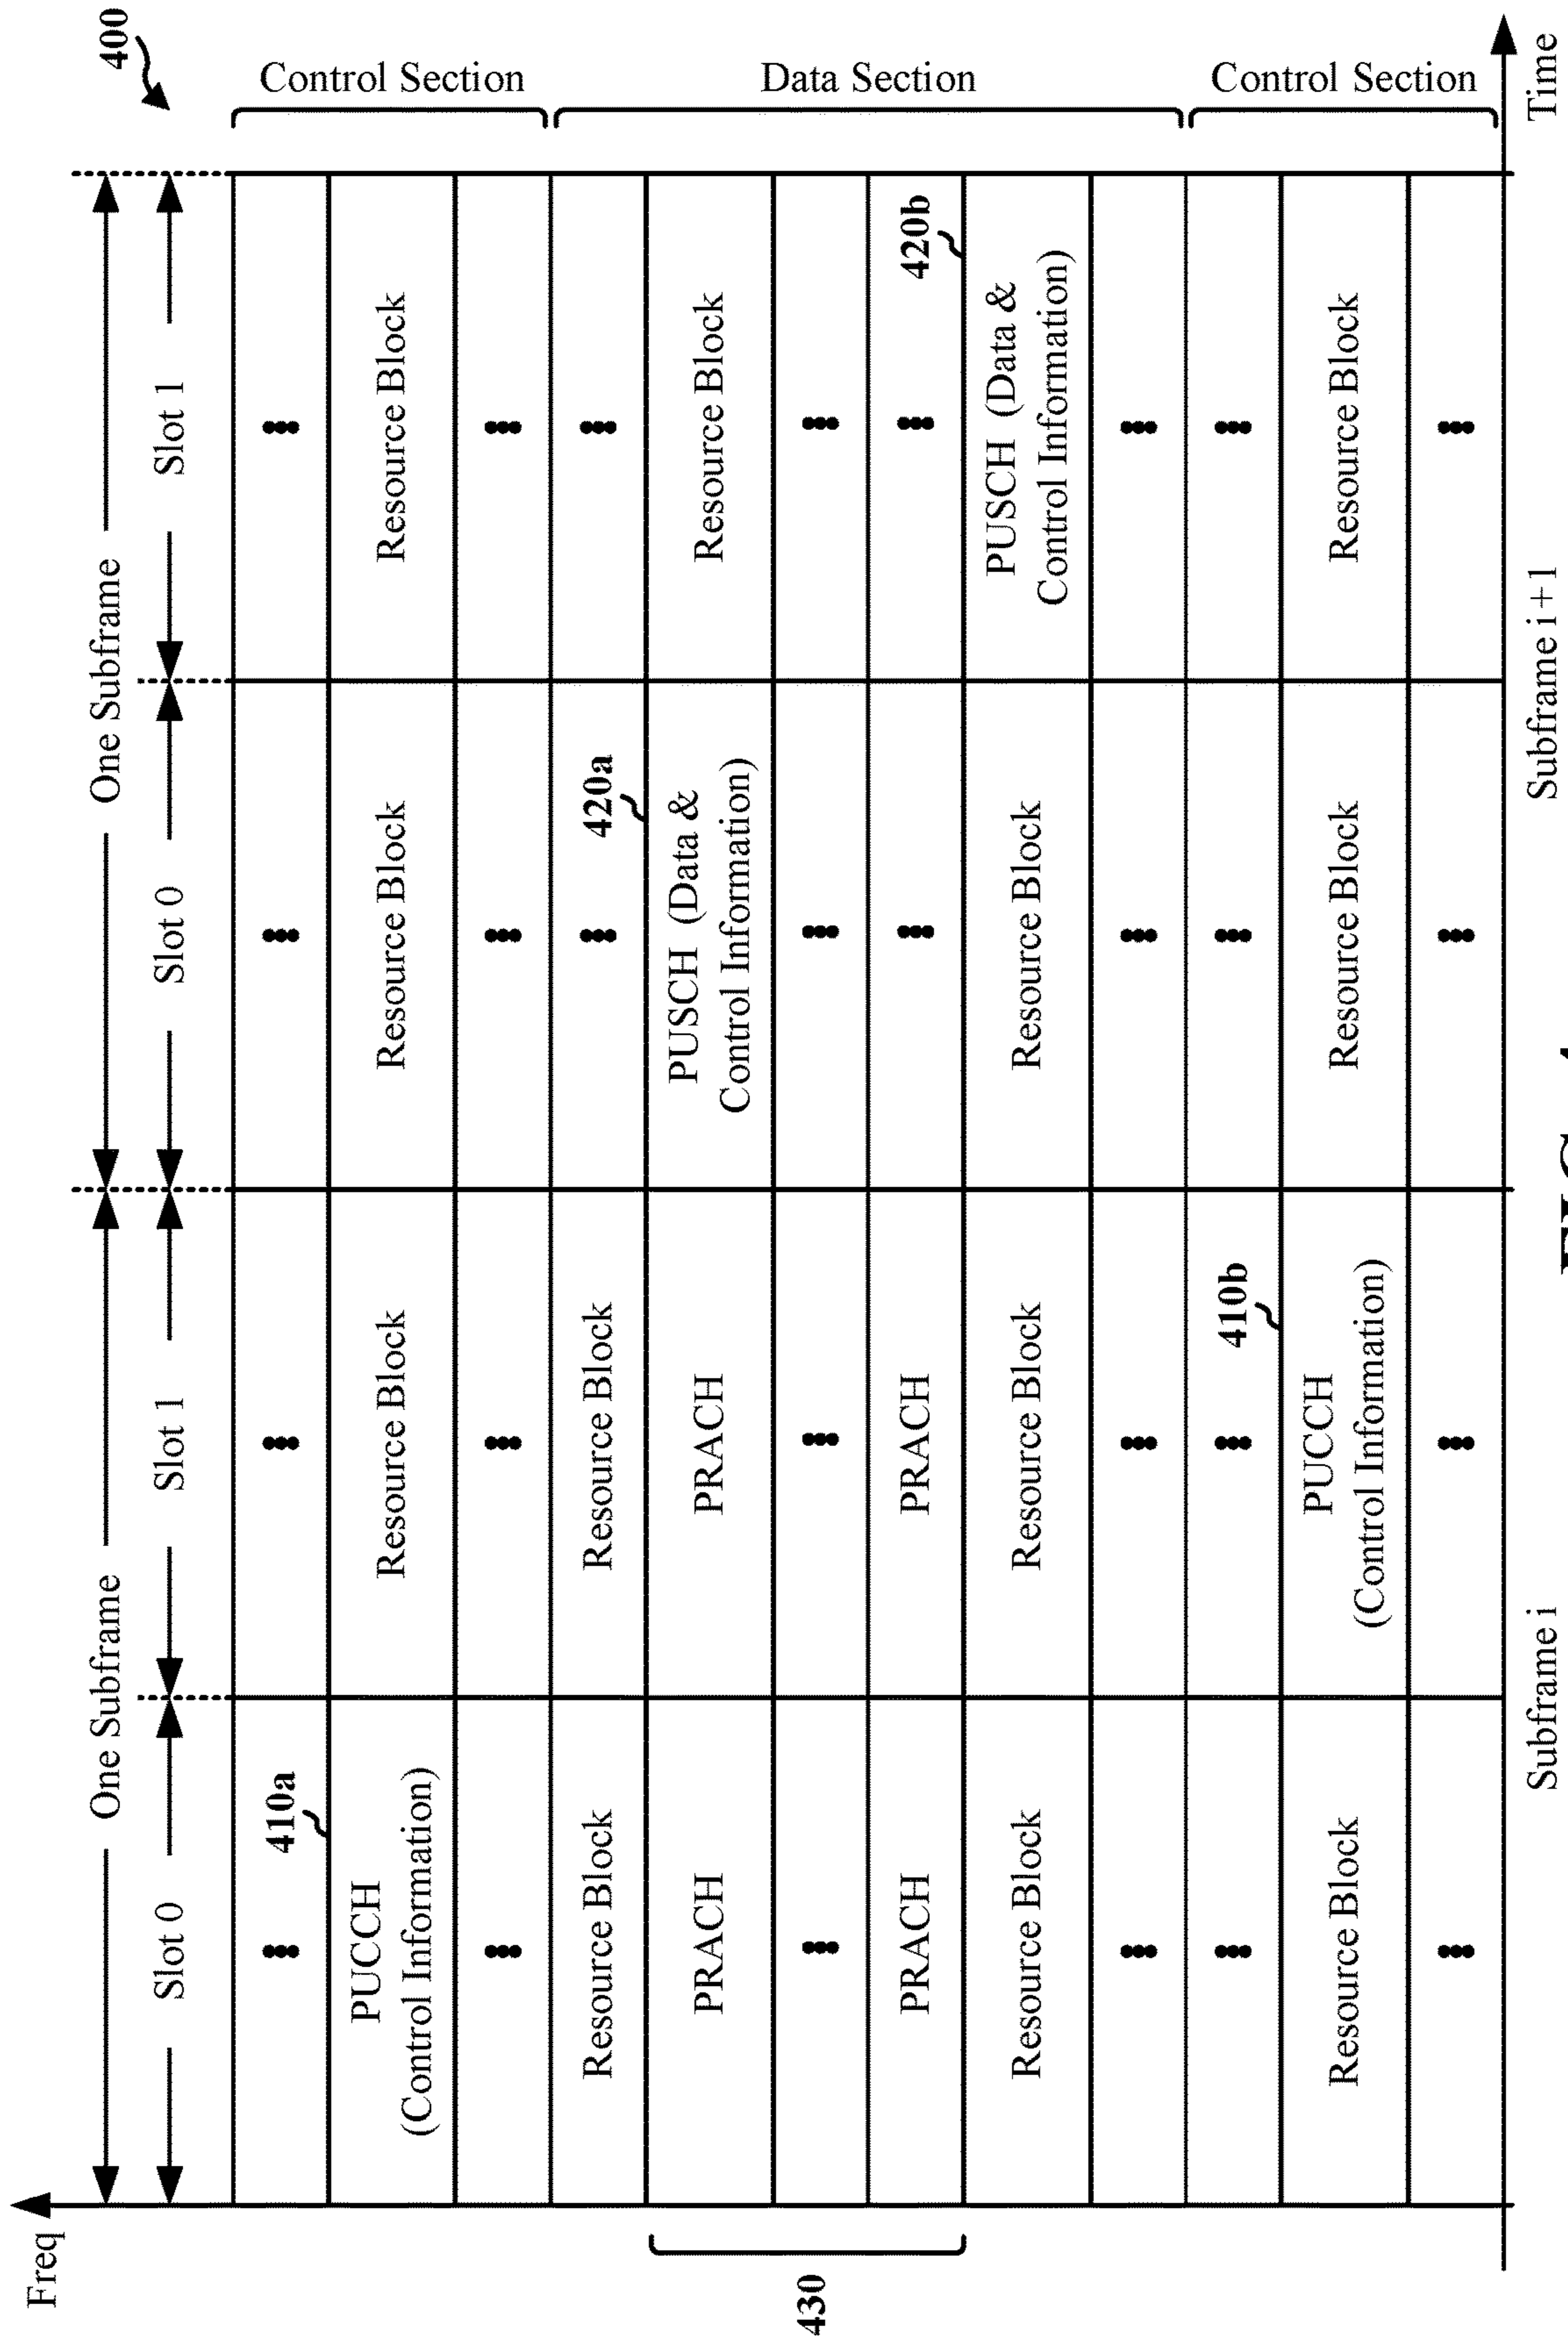 400
Freq
One Subframe
One Subframe
Slot 0
Slot 1
Slot 0
Slot 1
410a
PUCCH
(Control Information)
Resource Block
Resource Block
Resource Block
Control Section
Resource Block
Resource Block
420a
PRACH
PRACH
PUSCH (Data &
Control Information)
Resource Block
430
Data Section
PRACH
PRACH
420b
Resource Block
Resource Block
Resource Block
PUSCH (Data &
Control Information)
410b
Resource Block
PUCCH
(Control Information)
Resource Block
Resource Block
Control Section
Subframe i
Subframe i + 1
Time